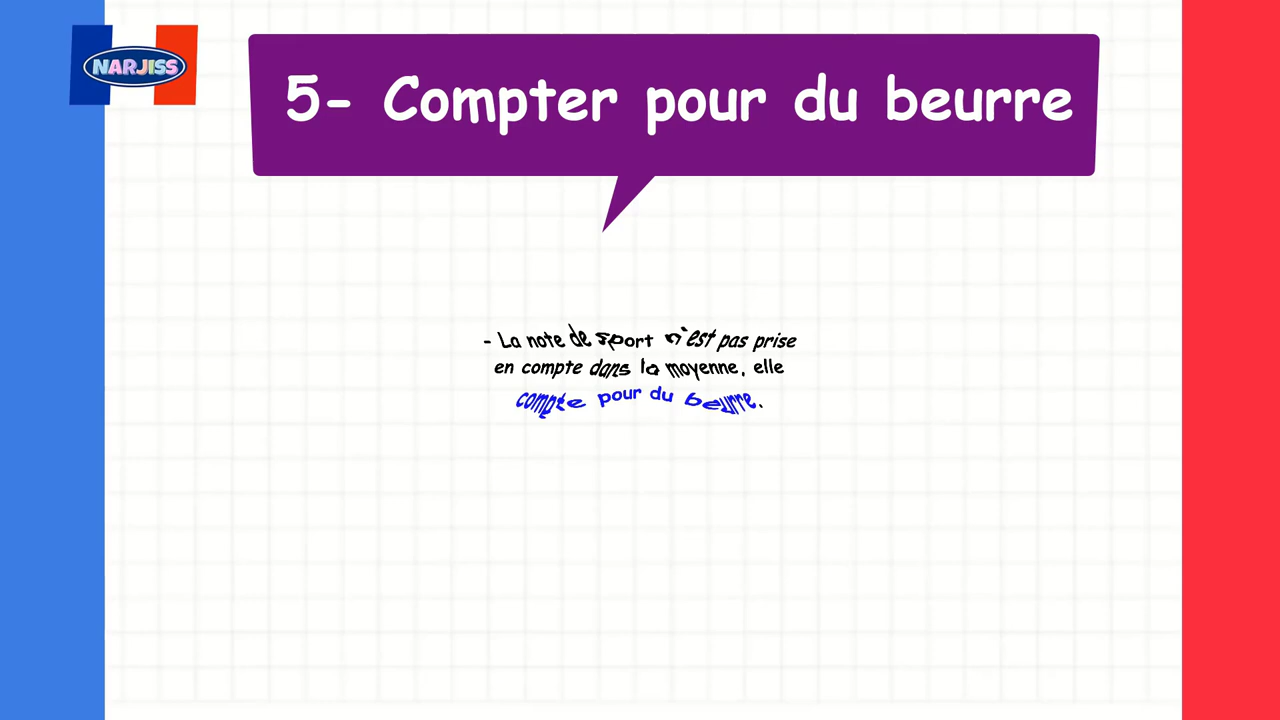 NARJISS
5- Compter pour du beurre
- La note de sport n'est pas prise
en compte dans la moyenne, elle
compte pour du beurre.